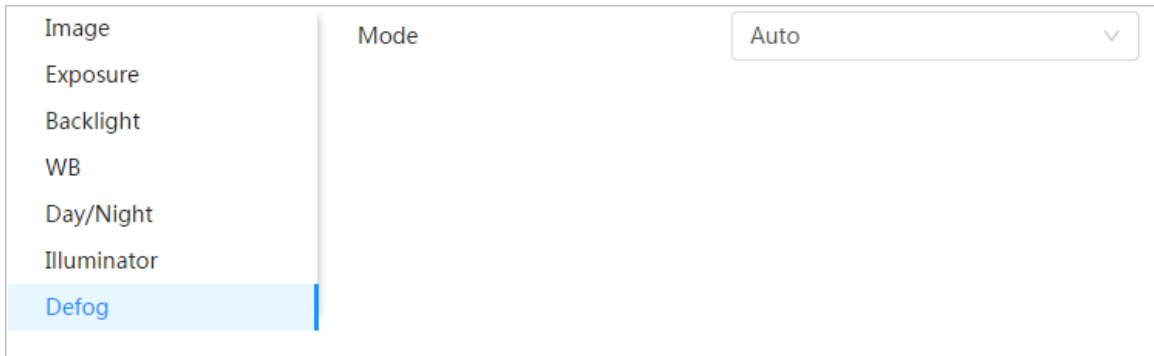 Image
Mode
Auto
Exposure
Backlight
WB
Day/Night
Illuminator
Defog